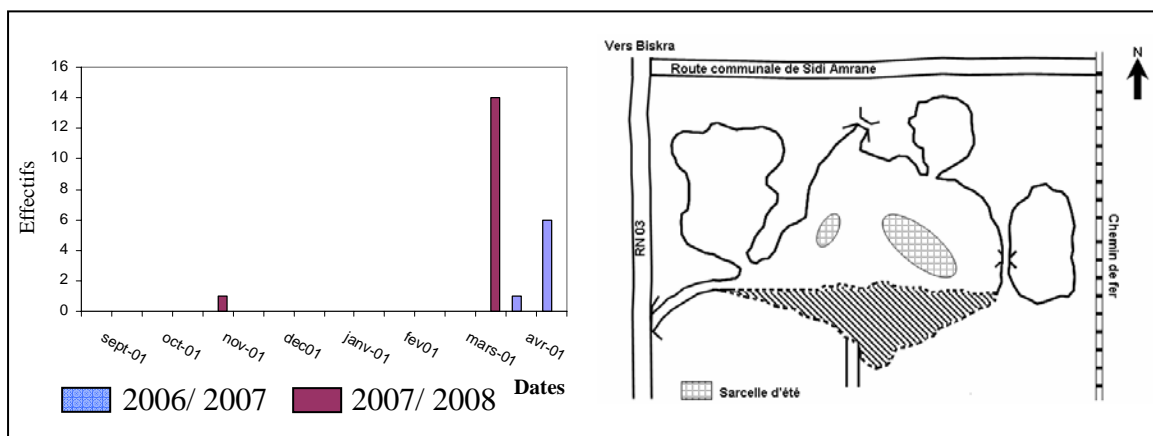 16
14
12
10
8
6
4
2
0
Effectifs
sept-01
oct-01
nov-01
dec01
janv-01
fev01
mars-01
avr-01
Dates
2006/ 2007
2007/ 2008
Vers Biskra
N
Route communale de Sidi Amrane
RN 03
Chemin de fer
Sarcelle d'été